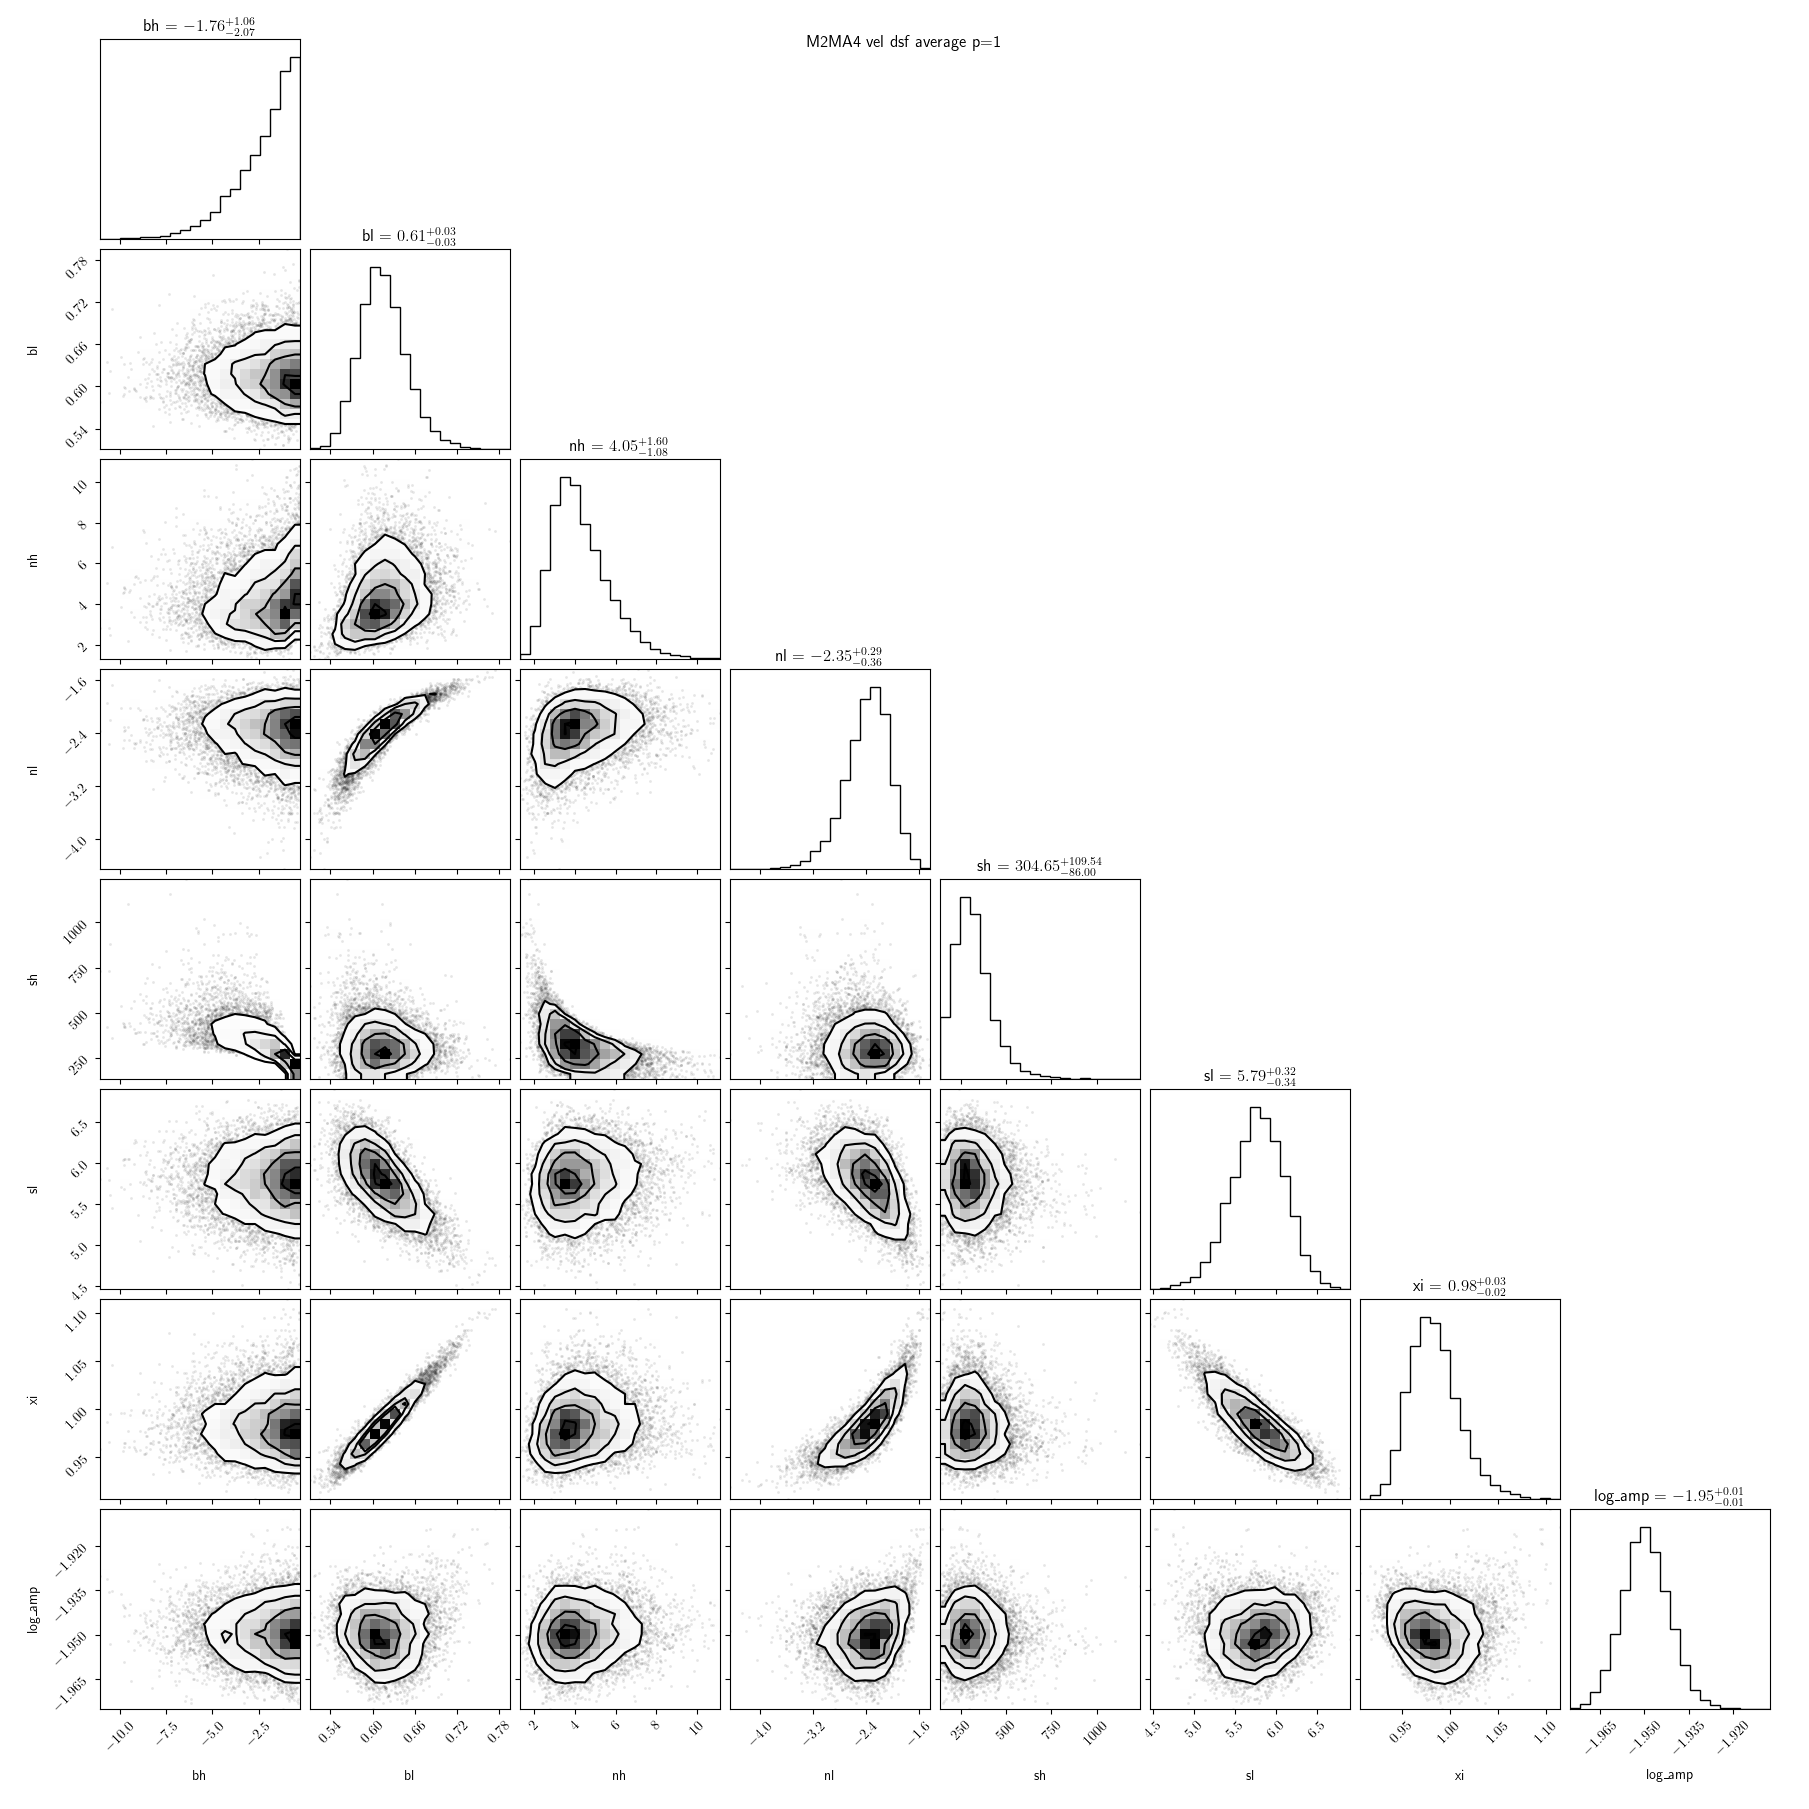 M2MA4 vel dsf average p=1
bh = −1.76+1.06−2.07
bl = 0.61+0.03−0.03
0.78
0.72
0.66
0.60
0.54
bl
nh = 4.05+1.60−1.08
10
8
6
4
2
nh
nl = −2.35+0.29−0.36
−1.6
−2.4
−3.2
−4.0
nl
sh = 304.65+109.54−86.00
1000
750
500
250
sh
sl = 5.79+0.32−0.34
6.5
6.0
5.5
5.0
4.5
sl
xi = 0.98+0.03−0.02
1.10
1.05
1.00
0.95
xi
log_amp = −1.95+0.01−0.01
−1.920
−1.935
−1.950
−1.965
log_amp
−10.0 −7.5 −5.0 −2.5 0.54 0.60 0.66 0.72 0.78 2 4 6 8 10 −4.0 −3.2 −2.4 −1.6 250 500 750 1000 4.5 5.0 5.5 6.0 6.5 0.95 1.00 1.05 1.10 −1.965 −1.950 −1.935 −1.920
bh bl nh nl sh sl xi log_amp